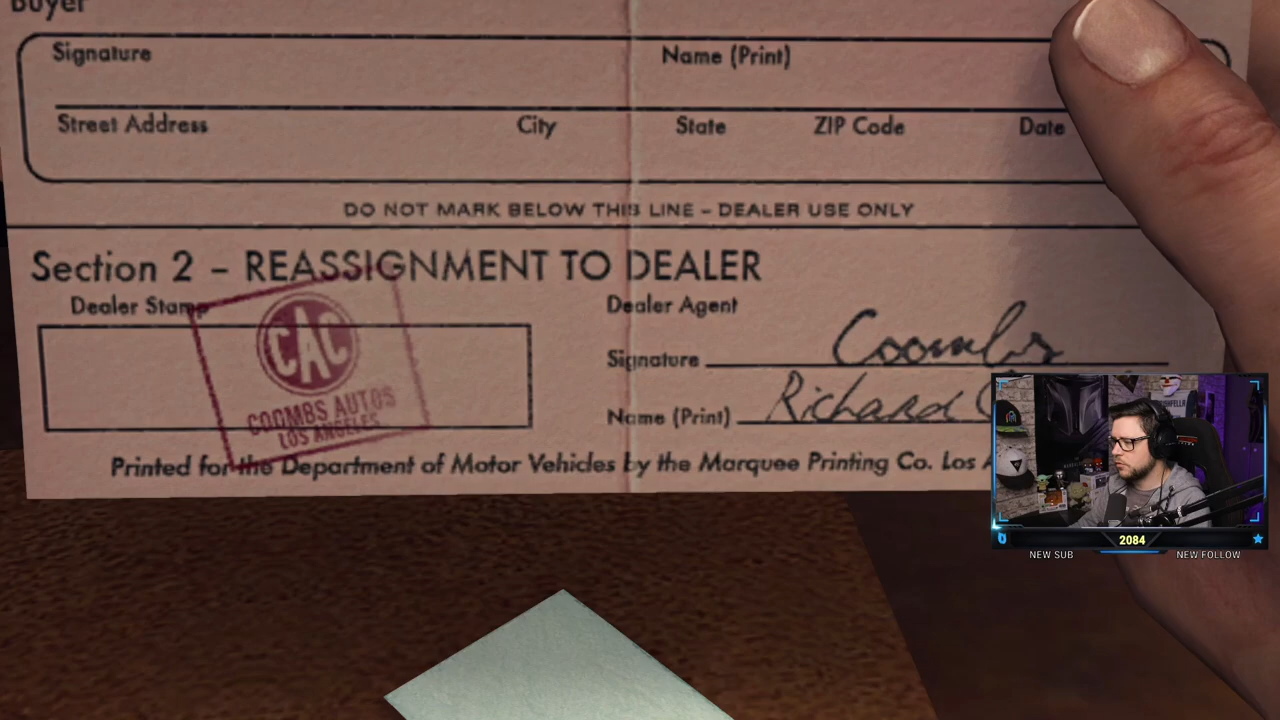 Buyer
Signature Name (Print)
Street Address City State ZIP Code Date
DO NOT MARK BELOW THIS LINE - DEALER USE ONLY
Section 2 - REASSIGNMENT TO DEALER
Dealer Stamp Dealer Agent
CAC
COOMBS AUTOS
LOS ANGELES
Signature Coombs
Name (Print) Richard
Printed for the Department of Motor Vehicles by the Marquee Printing Co. Los
2084
NEW SUB NEW FOLLOW